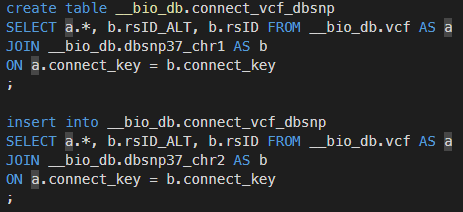 create table __bio_db.connect_vcf_dbsnp
SELECT a.*, b.rsID_ALT, b.rsID FROM __bio_db.vcf AS a
JOIN __bio_db.dbsnp37_chr1 AS b
ON a.connect_key = b.connect_key
;

insert into __bio_db.connect_vcf_dbsnp
SELECT a.*, b.rsID_ALT, b.rsID FROM __bio_db.vcf AS a
JOIN __bio_db.dbsnp37_chr2 AS b
ON a.connect_key = b.connect_key
;